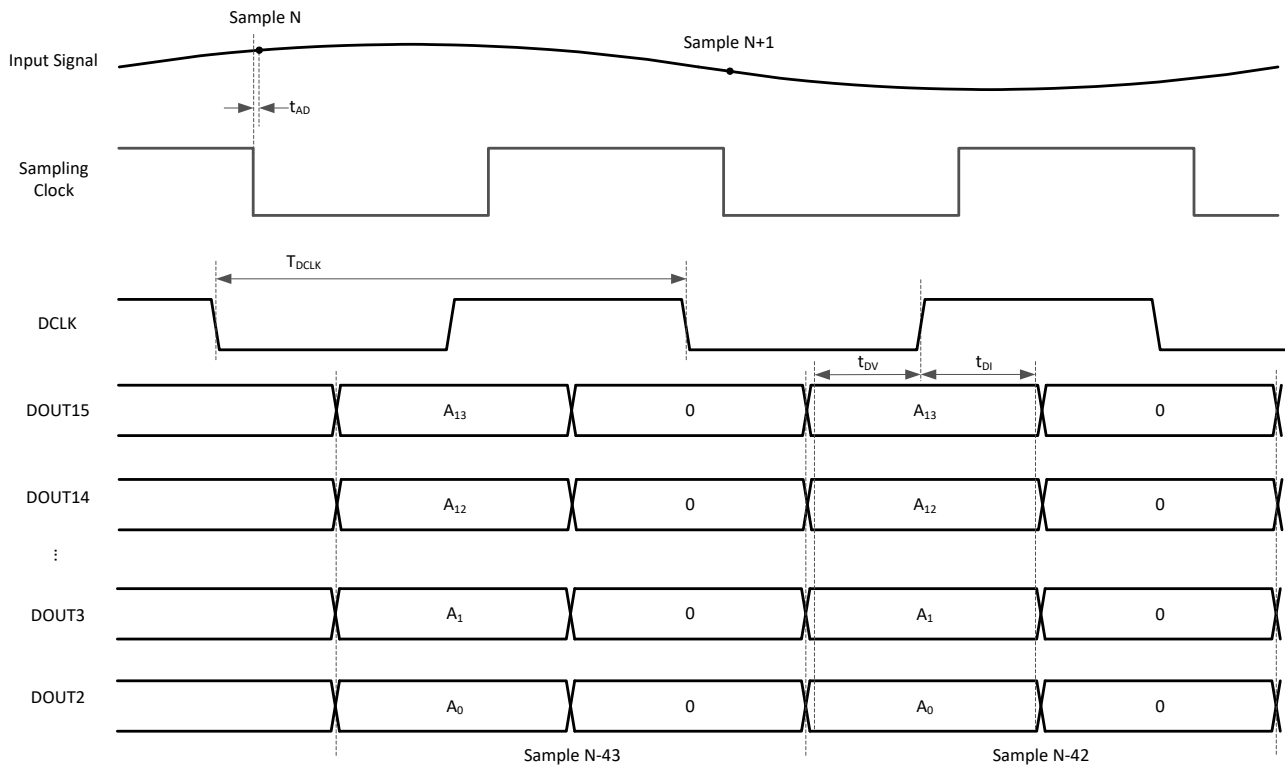 Sample N
Sample N+1
Input Signal
tAD
Sampling
Clock
TDCLK
DCLK
tDV
tDI
DOUT15
A13
0
A13
0
DOUT14
A12
0
A12
0
...
DOUT3
A1
0
A1
0
DOUT2
A0
0
A0
0
Sample N-43
Sample N-42